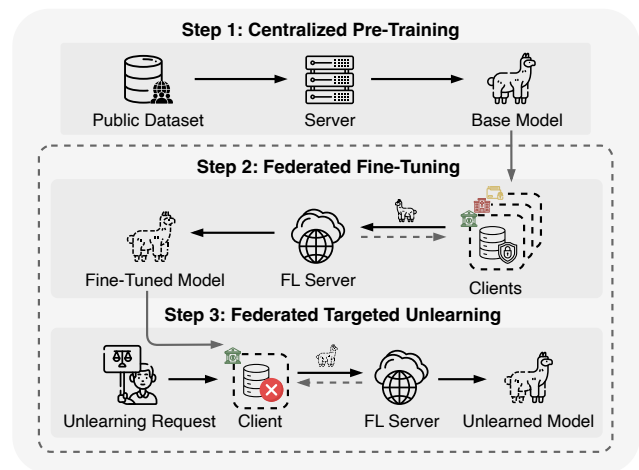 Step 1: Centralized Pre-Training
Public Dataset
Server
Base Model
Step 2: Federated Fine-Tuning
Fine-Tuned Model
FL Server
Clients
Step 3: Federated Targeted Unlearning
Unlearning Request
Client
FL Server
Unlearned Model